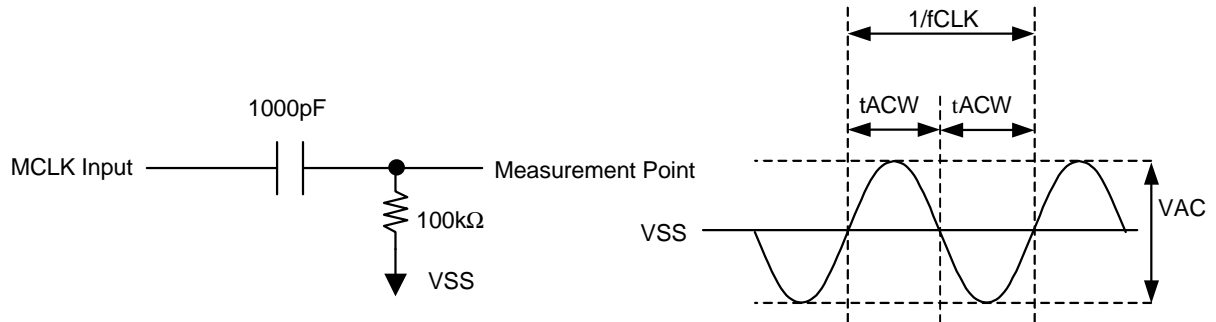 1000pF
MCLK Input
Measurement Point
100kΩ
VSS
1/fCLK
tACW
tACW
VSS
VAC